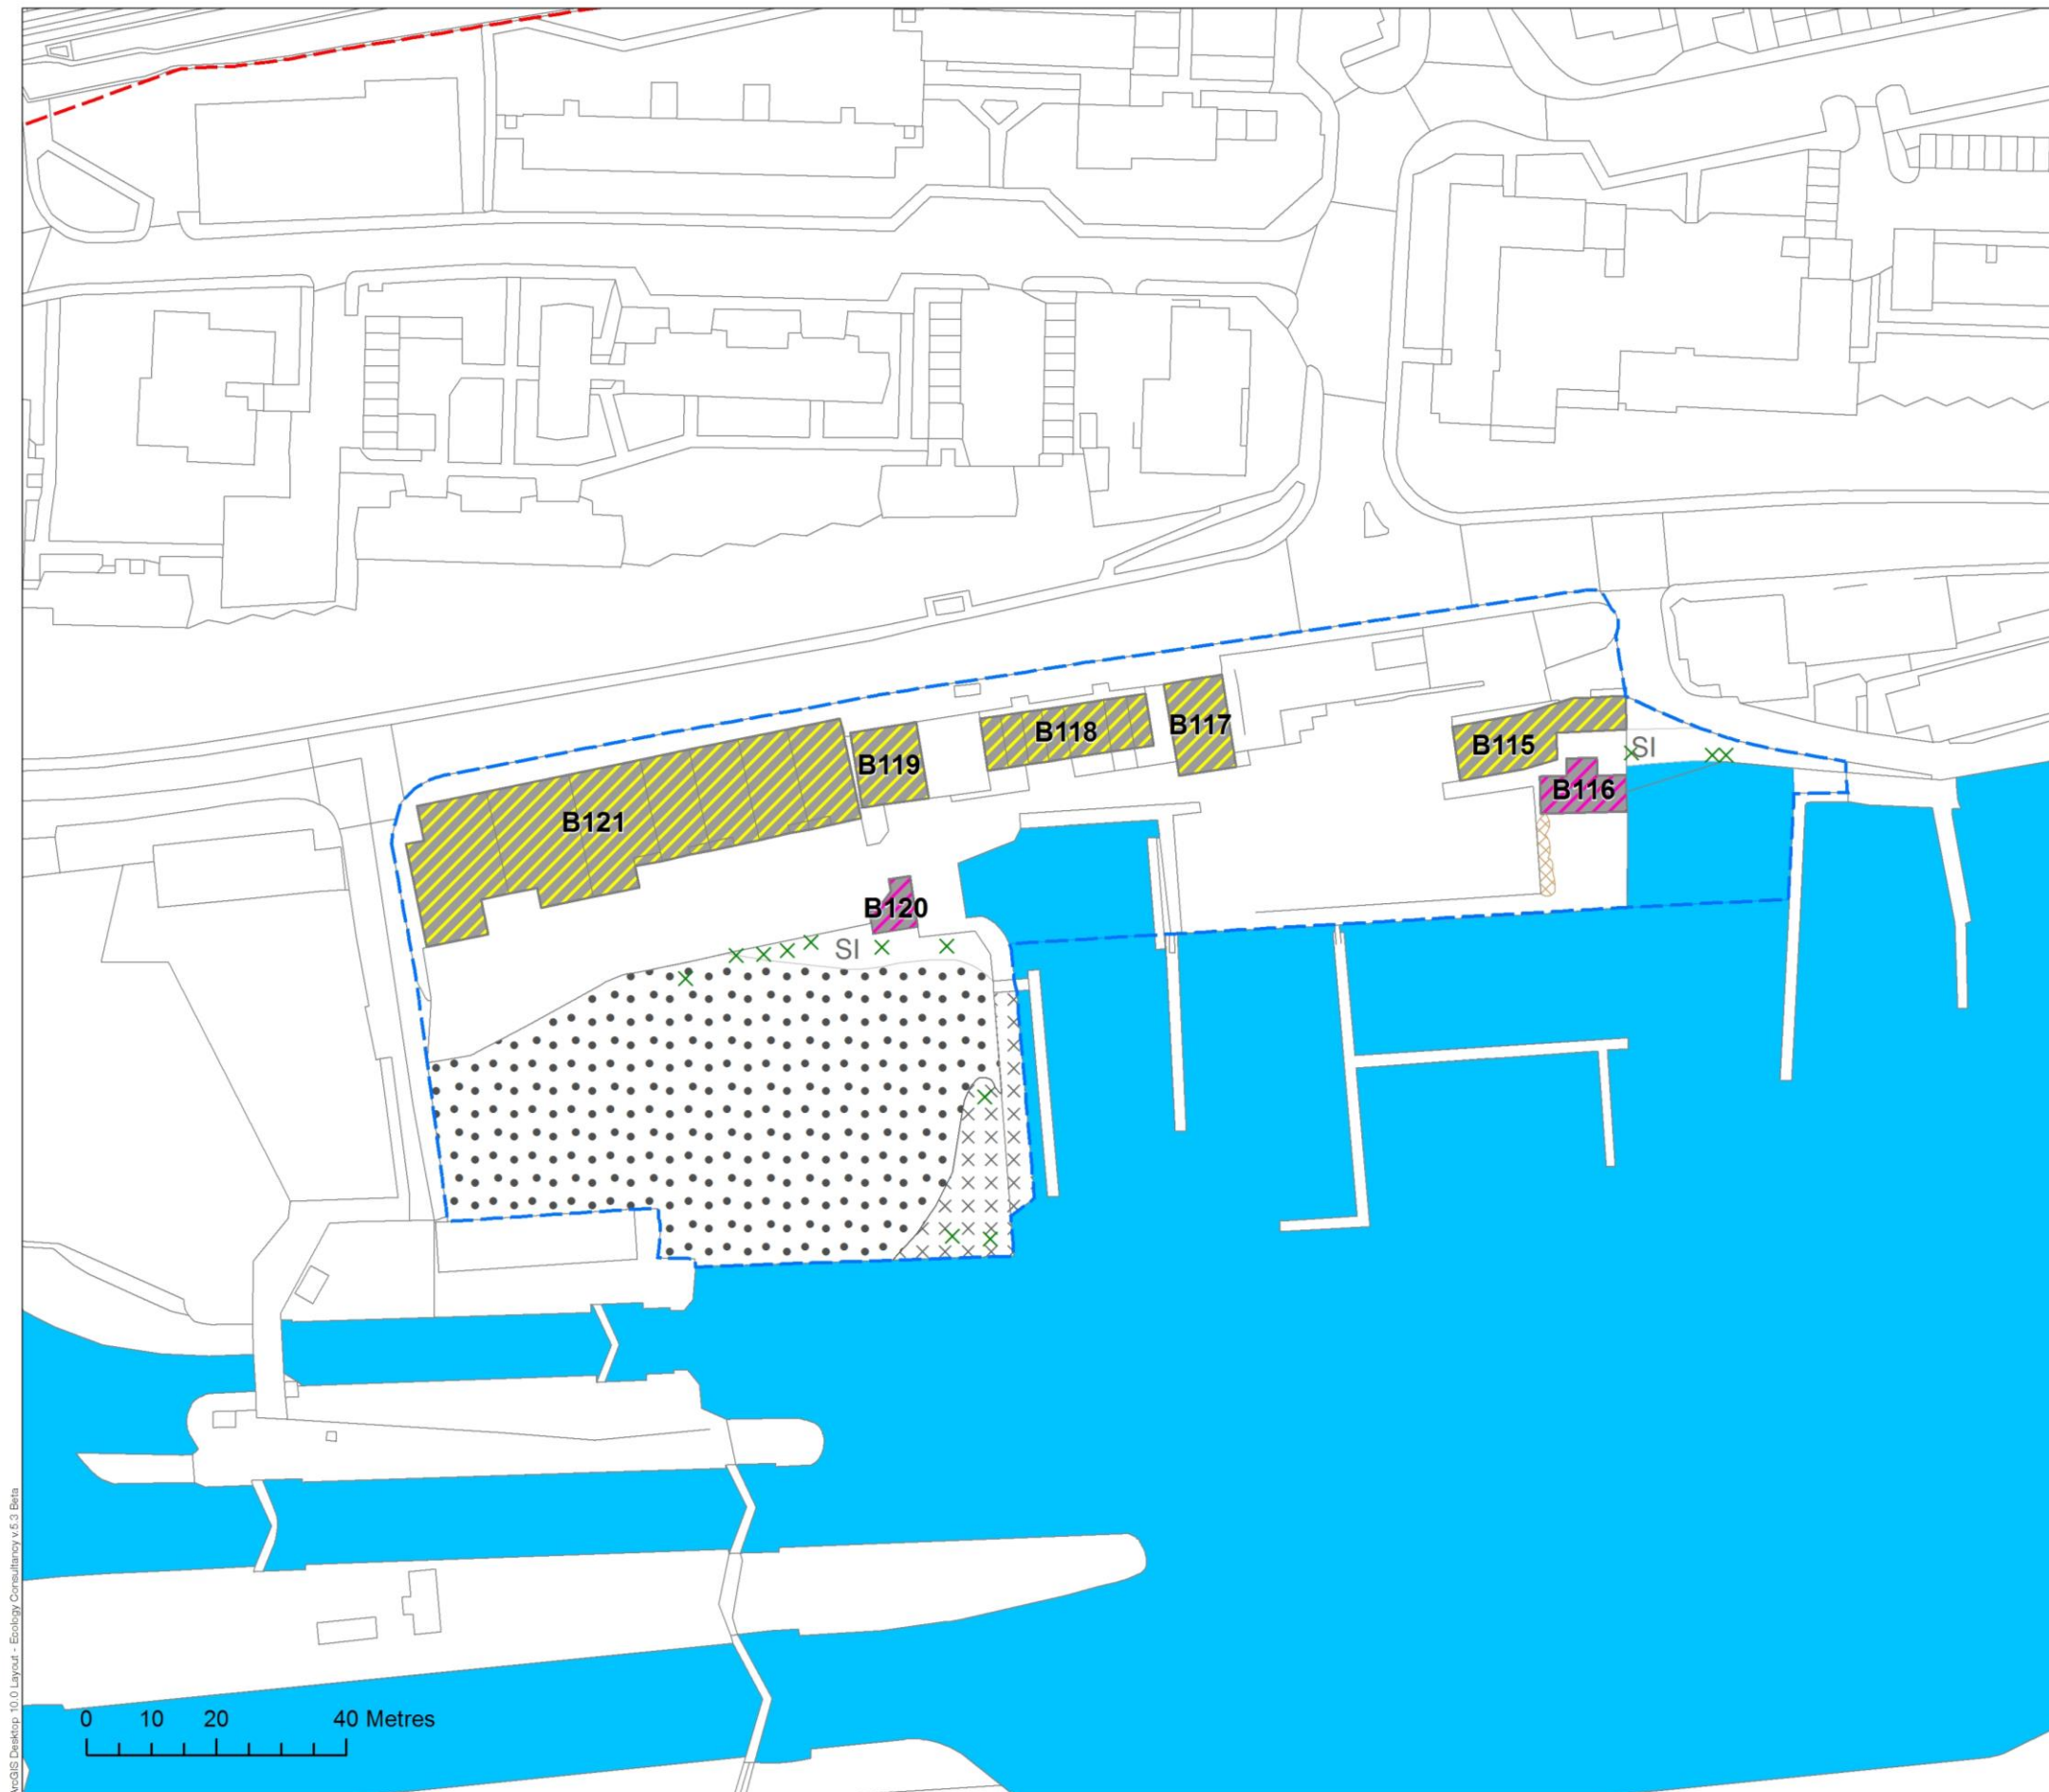 B117
B118
B115
SI
B119
B116
B121
B120
SI
0 10 20 40 Metres
ArcGIS Desktop 10.0 Layout - Ecology Consultancy v.5.3 Beta